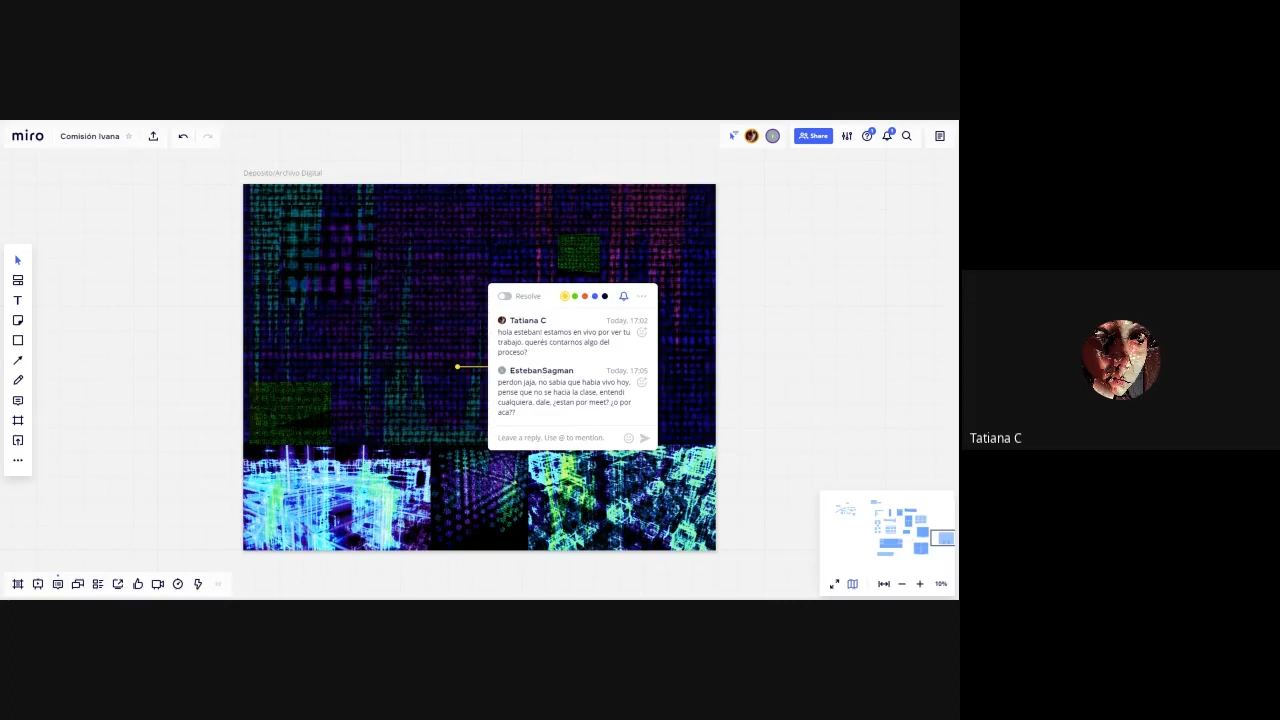 miro
Comisión Ivana
Share
Deposito/Archivo Digital
Resolve
Tatiana C
Today, 17:02
hola esteban! estamos en vivo por ver tu
trabajo. querés contarnos algo del
proceso?
EstebanSagman
Today, 17:05
perdon jaja, no sabia que habia vivo hoy,
pense que no se hacia la clase, entendi
cualquiera. dale, ¿estan por meet? ¿o por
aca??
Leave a reply. Use @ to mention.
10%
Tatiana C